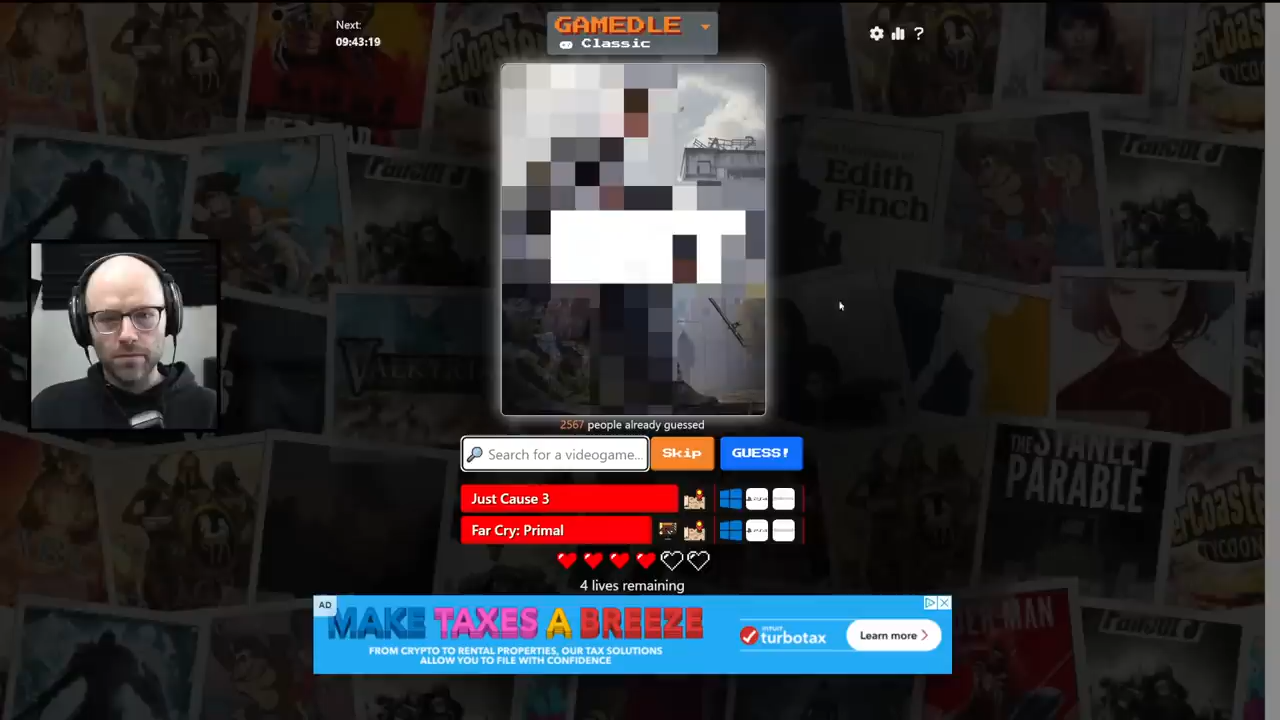 Next:
09:43:19
GAMEDLE
Classic
?
Edith
Finch
THE STANLEY
PARABLE
2567 people already guessed
Search for a videogame...
Skip
GUESS!
Just Cause 3
Far Cry: Primal
4 lives remaining
AD
MAKE TAXES A BREEZE
FROM CRYPTO TO RENTAL PROPERTIES, OUR TAX SOLUTIONS
ALLOW YOU TO FILE WITH CONFIDENCE
intuit
turbotax
Learn more